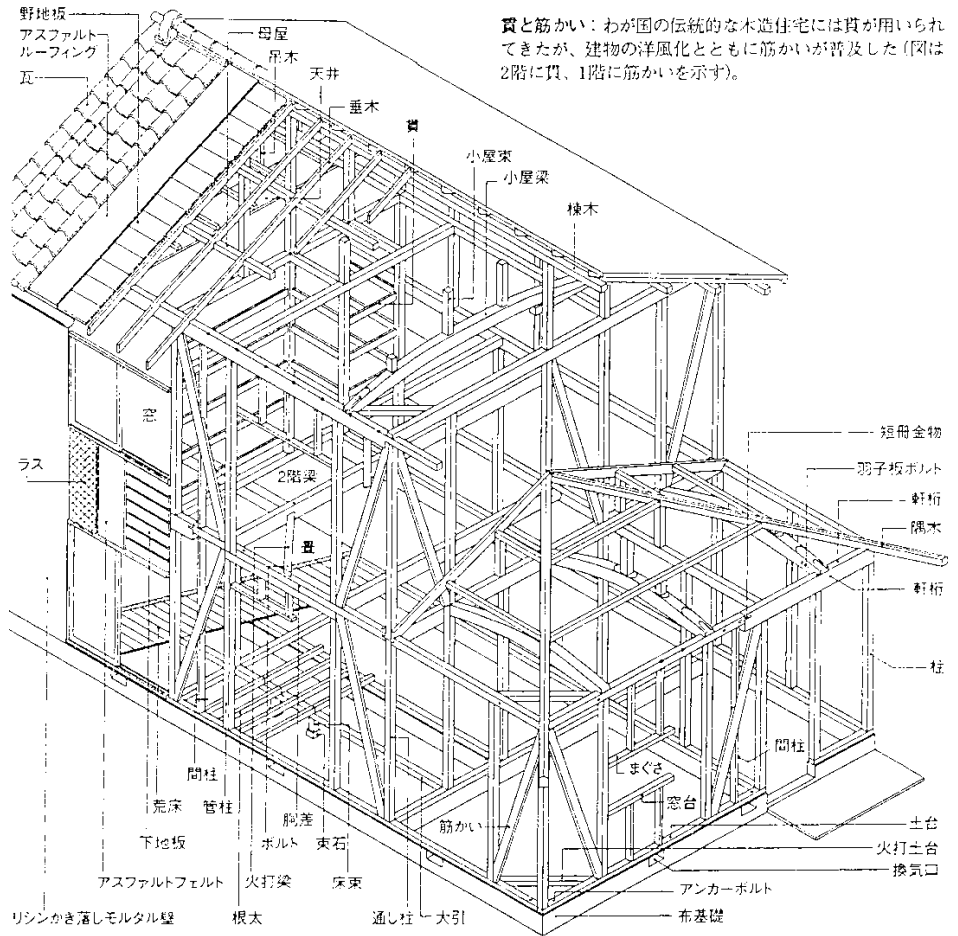 野地板
アスファルト
ルーフィング
瓦
母屋
吊木
天井
垂木
貫
小屋束
小屋梁
棟木
貫と筋かい：わが国の伝統的な木造住宅には貫が用いられ
てきたが、建物の洋風化とともに筋かいが普及した（図は
2階に貫、1階に筋かいを示す）。
窓
ラス
2階梁
畳
短冊金物
羽子板ボルト
軒桁
隅木
軒桁
柱
間柱
まぐさ
窓台
筋かい
土台
火打土台
換気口
アンカーボルト
布基礎
間柱
荒床
管柱
胴差
下地板
ボルト
束石
アスファルトフェルト
火打梁
床束
リシンかき落しモルタル壁
根太
通し柱
大引